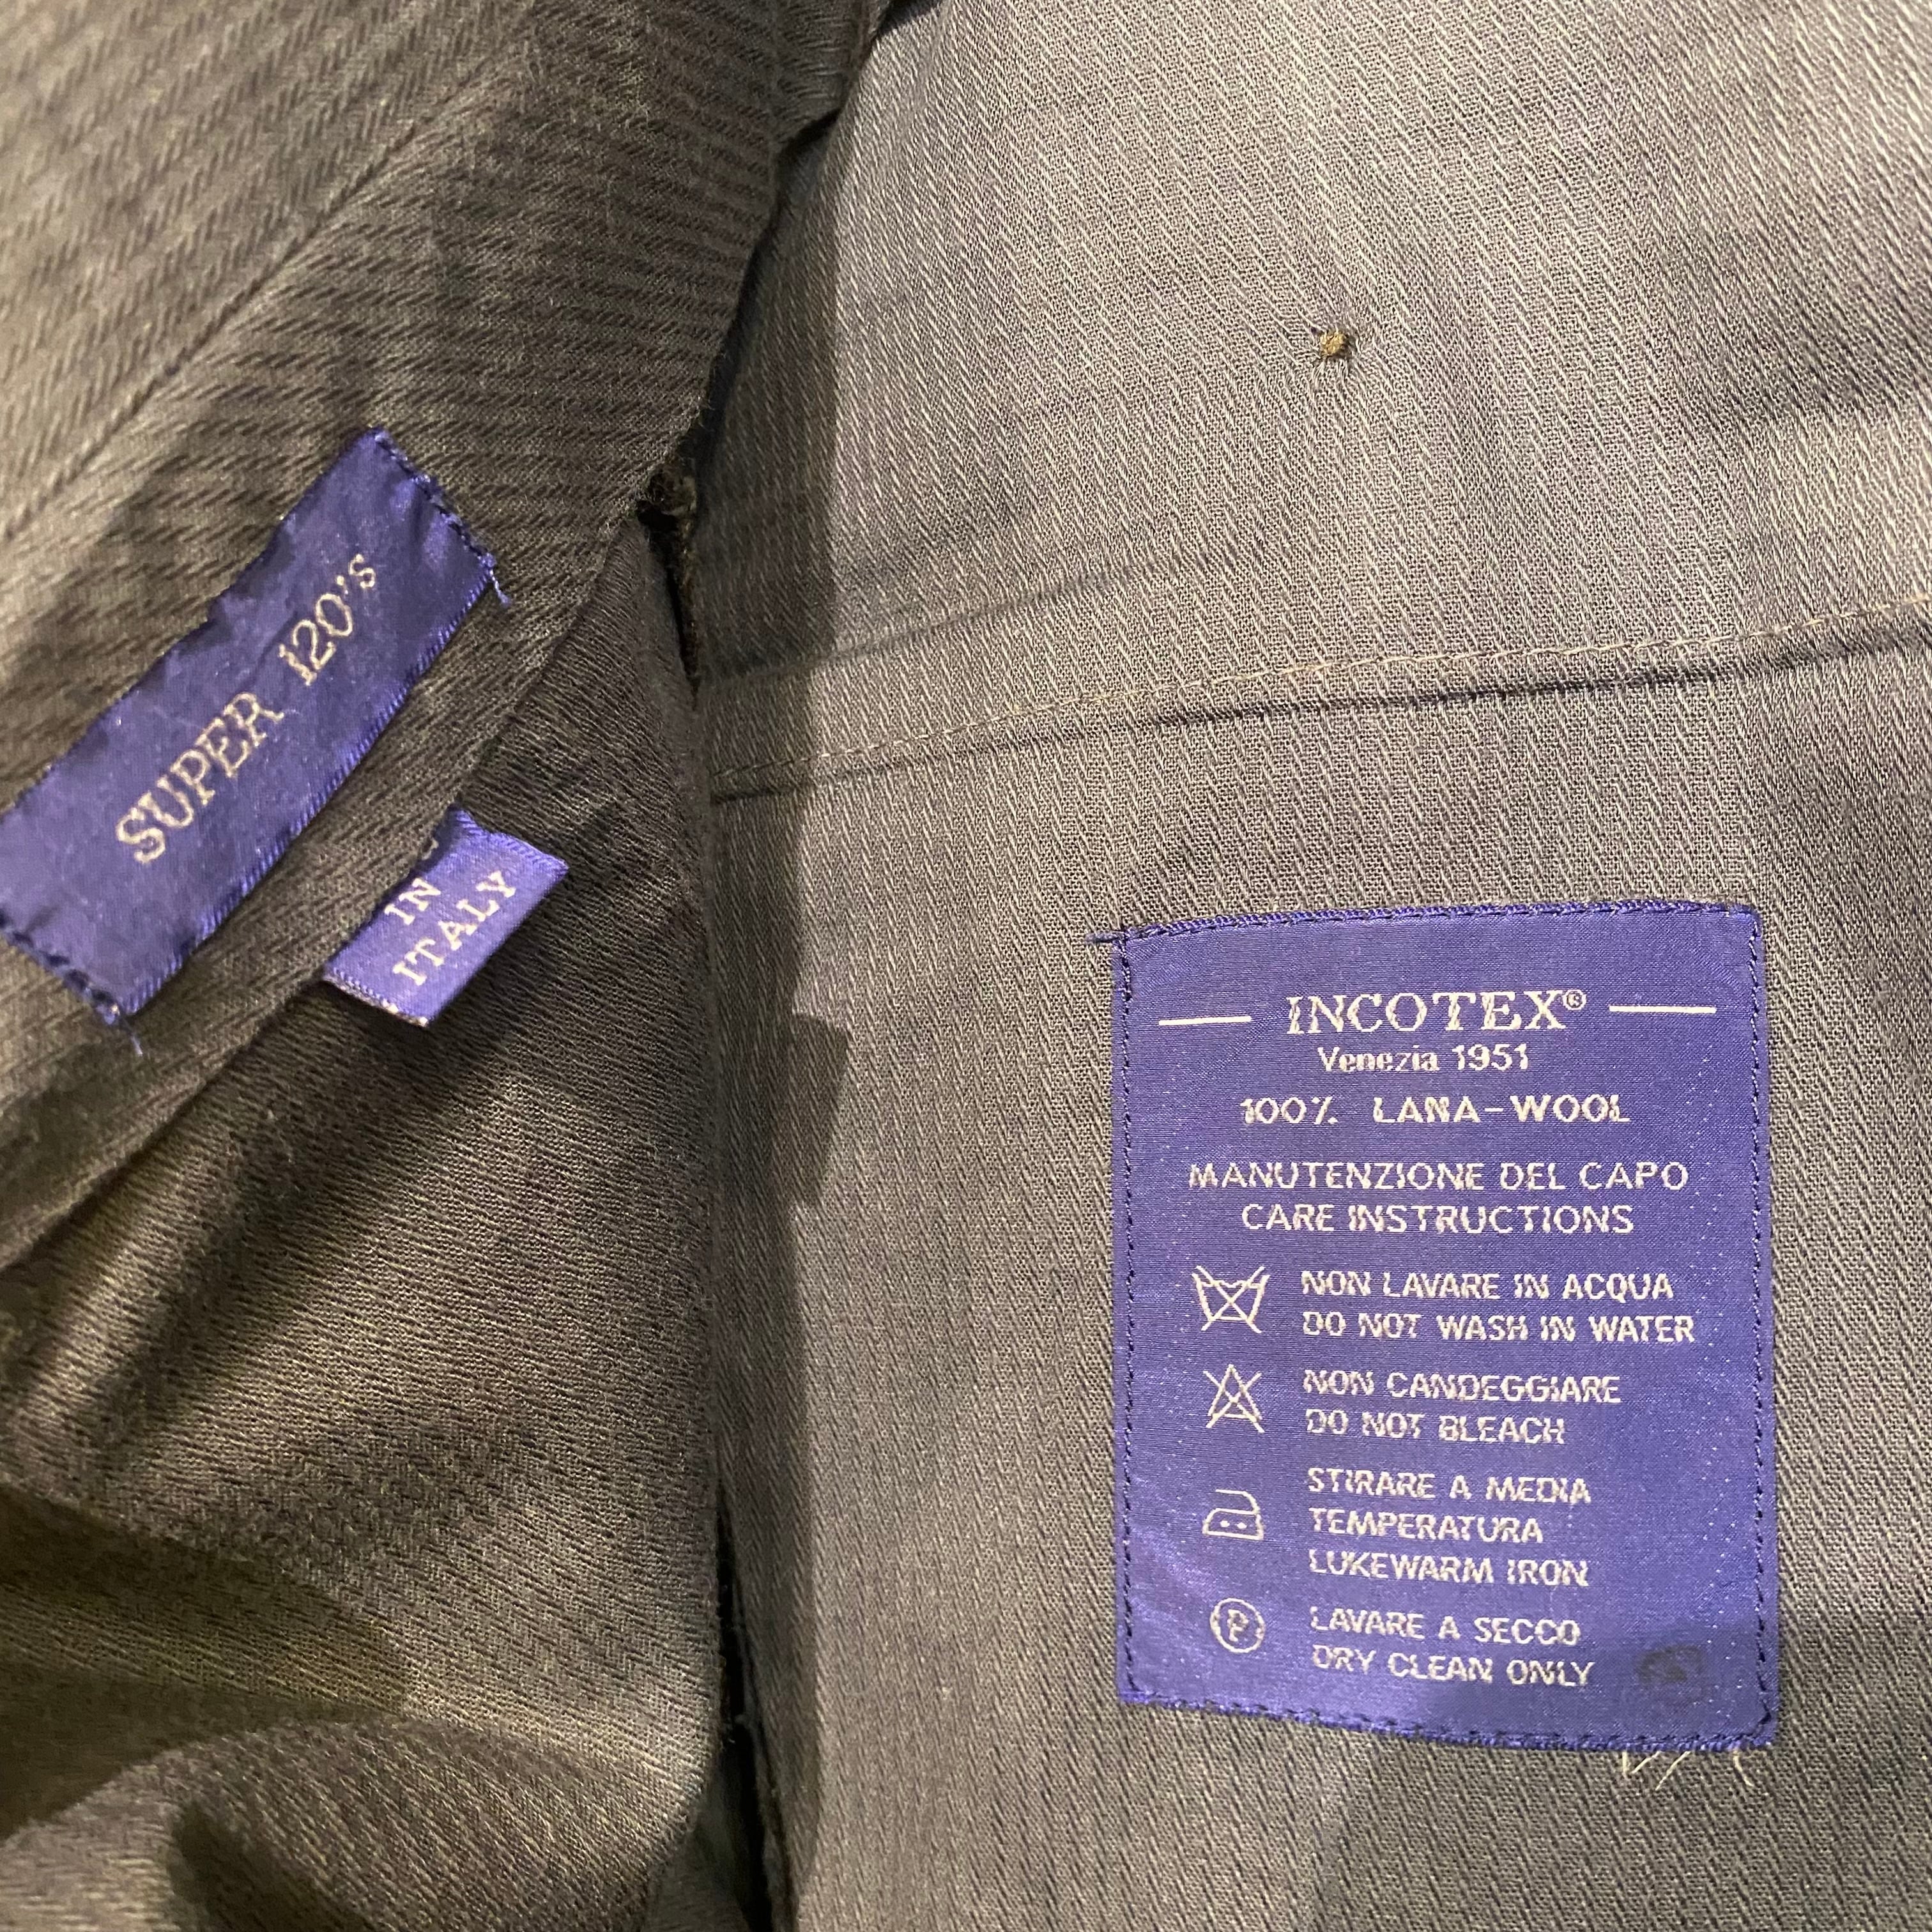 SUPER 120's
IN
ITALY
INCOTEX®
Venezia 1951
100% LANA-WOOL
MANUTENZIONE DEL CAPO
CARE INSTRUCTIONS
NON LAVARE IN ACQUA
DO NOT WASH IN WATER
NON CANDEGGIARE
DO NOT BLEACH
STIRARE A MEDIA
TEMPERATURA
LUKEWARM IRON
P
LAVARE A SECCO
DRY CLEAN ONLY